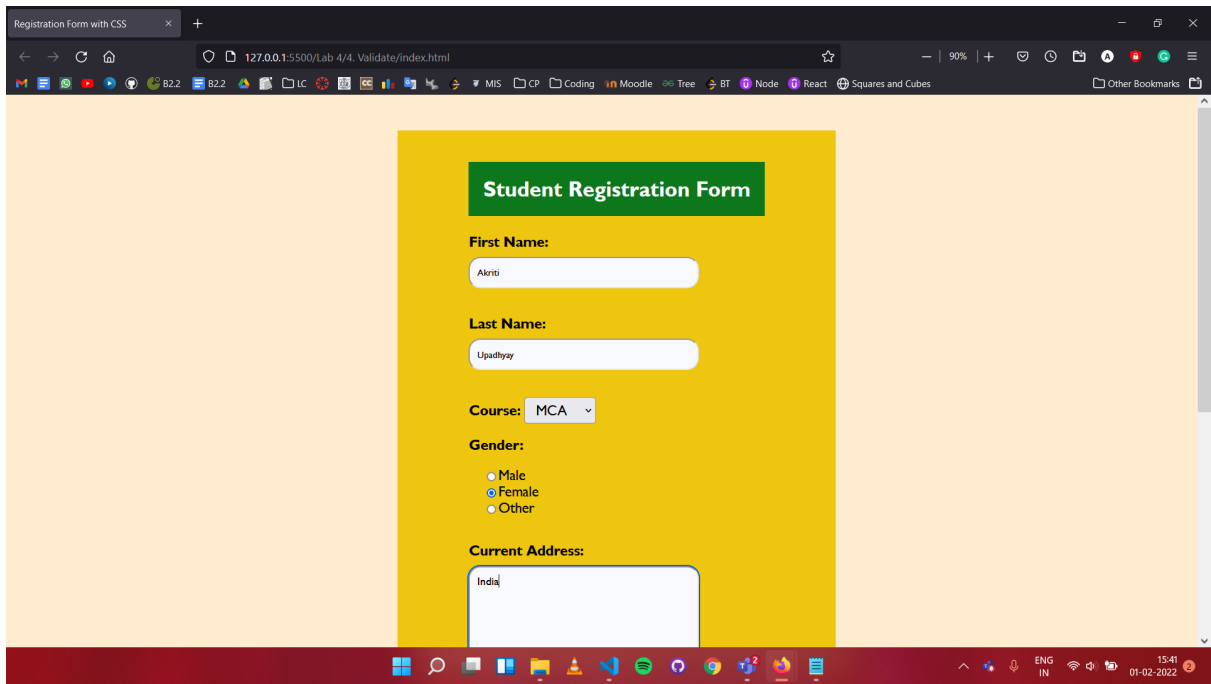 Registration Form with CSS
127.0.0.1:5500/Lab 4/4. Validate/index.html
90%
B2.2
B2.2
LC
MIS
CP
Coding
Moodle
Tree
BT
Node
React
Squares and Cubes
Other Bookmarks
Student Registration Form
First Name:
Akriti
Last Name:
Upadhyay
Course: MCA
Gender:
Male
Female
Other
Current Address:
India
ENG
IN
15:41
01-02-2022
2